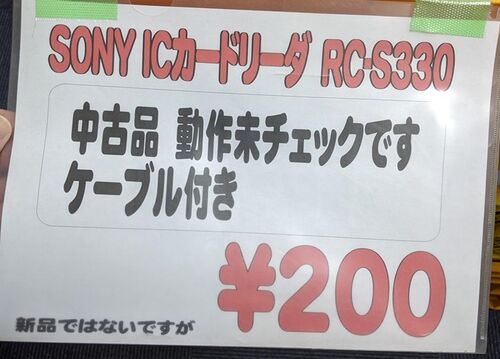 SONY ICカードリーダ RC-S330
中古品 動作未チェックです
ケーブル付き
¥200
新品ではないですが